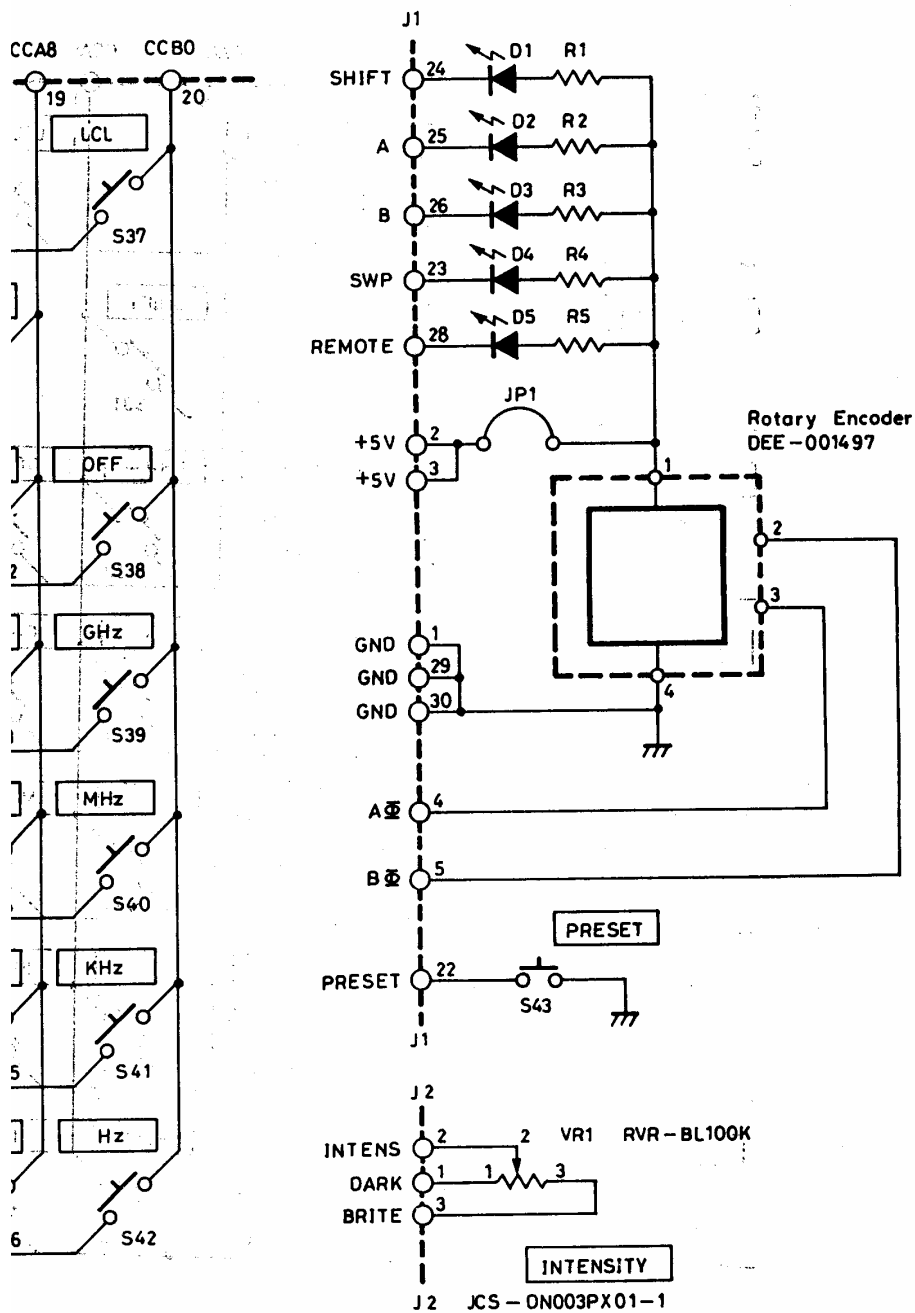 CCA8 CCB0
19 20
LCL
S37
OFF
S38
2
GHz
S39
MHz
S40
KHz
S41
5
Hz
S42
6
J1
SHIFT 24 D1 R1
A 25 D2 R2
B 26 D3 R3
SWP 23 D4 R4
REMOTE 28 D5 R5
JP1
+5V 2
+5V 3
Rotary Encoder
DEE-001497
1
2
3
4
GND 1
GND 29
GND 30
AΦ 4
BΦ 5
PRESET
PRESET 22
S43
J1
J2
INTENS 2 2 VR1 RVR-BL100K
DARK 1 1 3
BRITE 3
INTENSITY
J2 JCS-DN003PX01-1